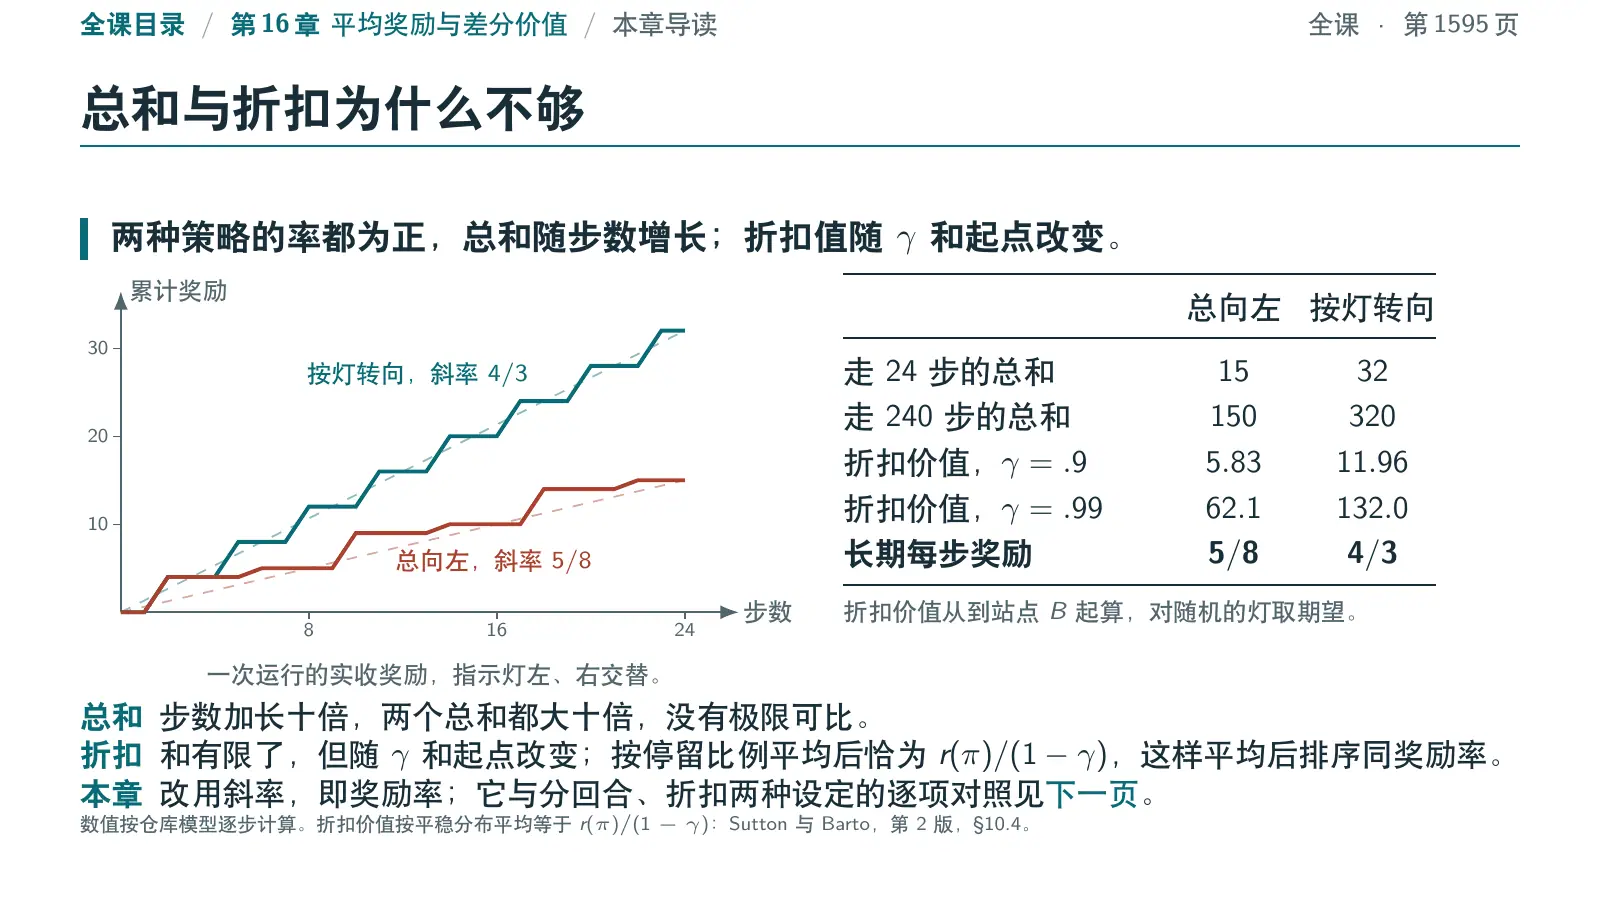 全课目录 / 第 16 章 平均奖励与差分价值 / 本章导读
全课 · 第 1595 页
总和与折扣为什么不够
两种策略的率都为正，总和随步数增长；折扣值随 γ 和起点改变。
累计奖励
30
20
10
按灯转向，斜率 4/3
总向左，斜率 5/8
8
16
24
步数
一次运行的实收奖励，指示灯左、右交替。
总向左 按灯转向
走 24 步的总和 15 32
走 240 步的总和 150 320
折扣价值，γ = .9 5.83 11.96
折扣价值，γ = .99 62.1 132.0
长期每步奖励 5/8 4/3
折扣价值从到站点 B 起算，对随机的灯取期望。
总和 步数加长十倍，两个总和都大十倍，没有极限可比。
折扣 和有限了，但随 γ 和起点改变；按停留比例平均后恰为 r(π)/(1 − γ)，这样平均后排序同奖励率。
本章 改用斜率，即奖励率；它与分回合、折扣两种设定的逐项对照见下一页。
数值按仓库模型逐步计算。折扣价值按平稳分布平均等于 r(π)/(1 − γ)：Sutton 与 Barto，第 2 版，§10.4。